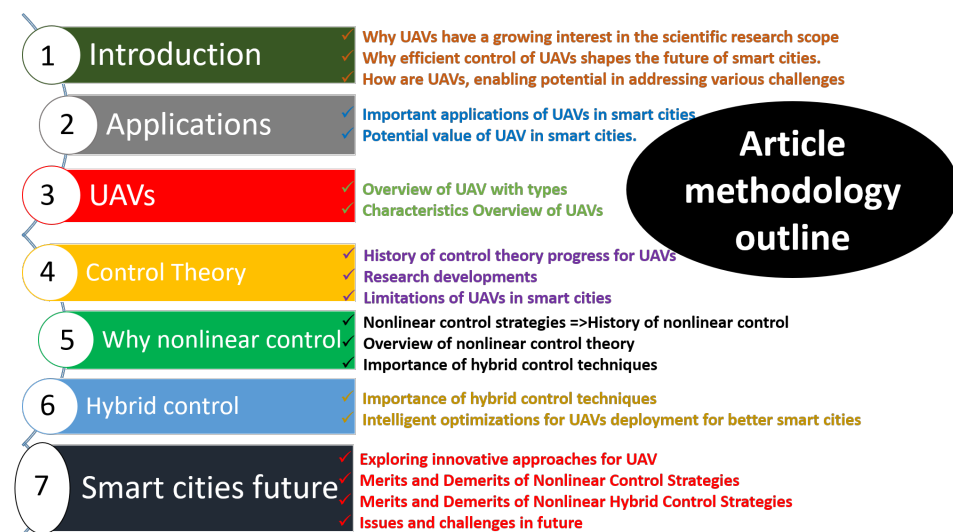 1 Introduction
✓ Why UAVs have a growing interest in the scientific research scope
✓ Why efficient control of UAVs shapes the future of smart cities.
✓ How are UAVs, enabling potential in addressing various challenges
2 Applications
✓ Important applications of UAVs in smart cities
✓ Potential value of UAV in smart cities.
Article
methodology
outline
3 UAVs
✓ Overview of UAV with types
✓ Characteristics Overview of UAVs
4 Control Theory
✓ History of control theory progress for UAVs
✓ Research developments
✓ Limitations of UAVs in smart cities
5 Why nonlinear control
✓ Nonlinear control strategies =>History of nonlinear control
✓ Overview of nonlinear control theory
✓ Importance of hybrid control techniques
6 Hybrid control
✓ Importance of hybrid control techniques
✓ Intelligent optimizations for UAVs deployment for better smart cities
7 Smart cities future
✓ Exploring innovative approaches for UAV
✓ Merits and Demerits of Nonlinear Control Strategies
✓ Merits and Demerits of Nonlinear Hybrid Control Strategies
✓ Issues and challenges in future